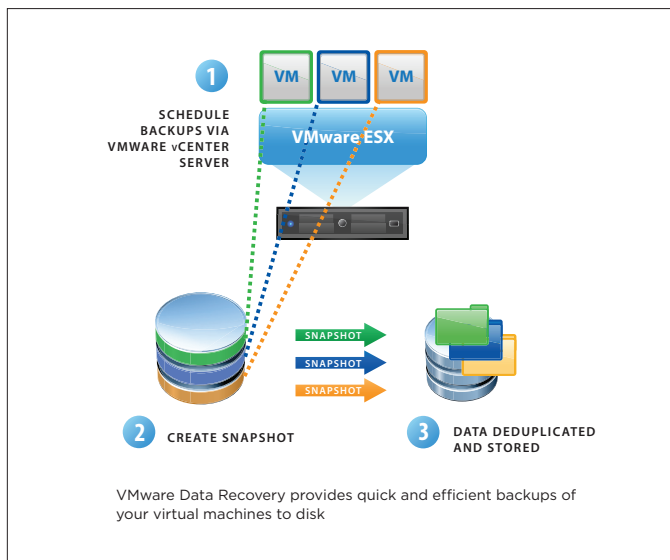 1
VM VM VM
SCHEDULE
BACKUPS VIA
VMWARE vCENTER
SERVER
VMware ESX
SNAPSHOT
SNAPSHOT
SNAPSHOT
2 CREATE SNAPSHOT
3 DATA DEDUPLICATED
AND STORED
VMware Data Recovery provides quick and efficient backups of
your virtual machines to disk